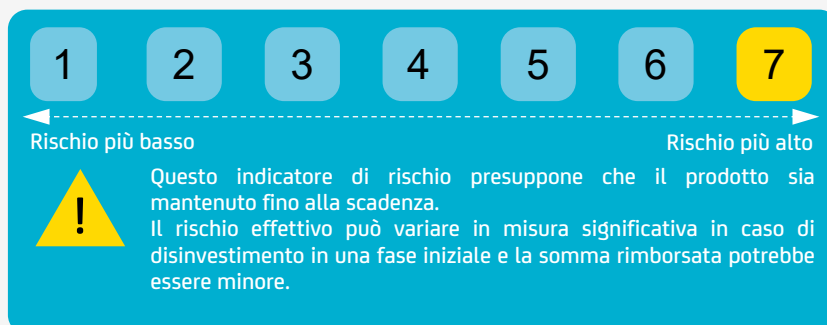 1 2 3 4 5 6 7
Rischio più basso Rischio più alto
Questo indicatore di rischio presuppone che il prodotto sia
mantenuto fino alla scadenza.
!
Il rischio effettivo può variare in misura significativa in caso di
disinvestimento in una fase iniziale e la somma rimborsata potrebbe
essere minore.